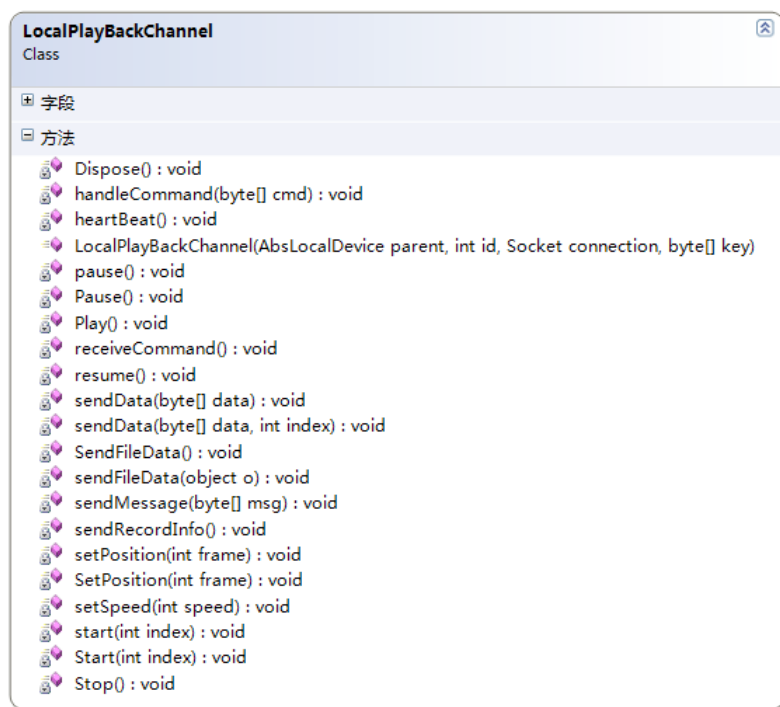 LocalPlayBackChannel
Class
字段
方法
Dispose() : void
handleCommand(byte[] cmd) : void
heartBeat() : void
LocalPlayBackChannel(AbsLocalDevice parent, int id, Socket connection, byte[] key)
pause() : void
Pause() : void
Play() : void
receiveCommand() : void
resume() : void
sendData(byte[] data) : void
sendData(byte[] data, int index) : void
SendFileData() : void
sendFileData(object o) : void
sendMessage(byte[] msg) : void
sendRecordInfo() : void
setPosition(int frame) : void
SetPosition(int frame) : void
setSpeed(int speed) : void
start(int index) : void
Start(int index) : void
Stop() : void